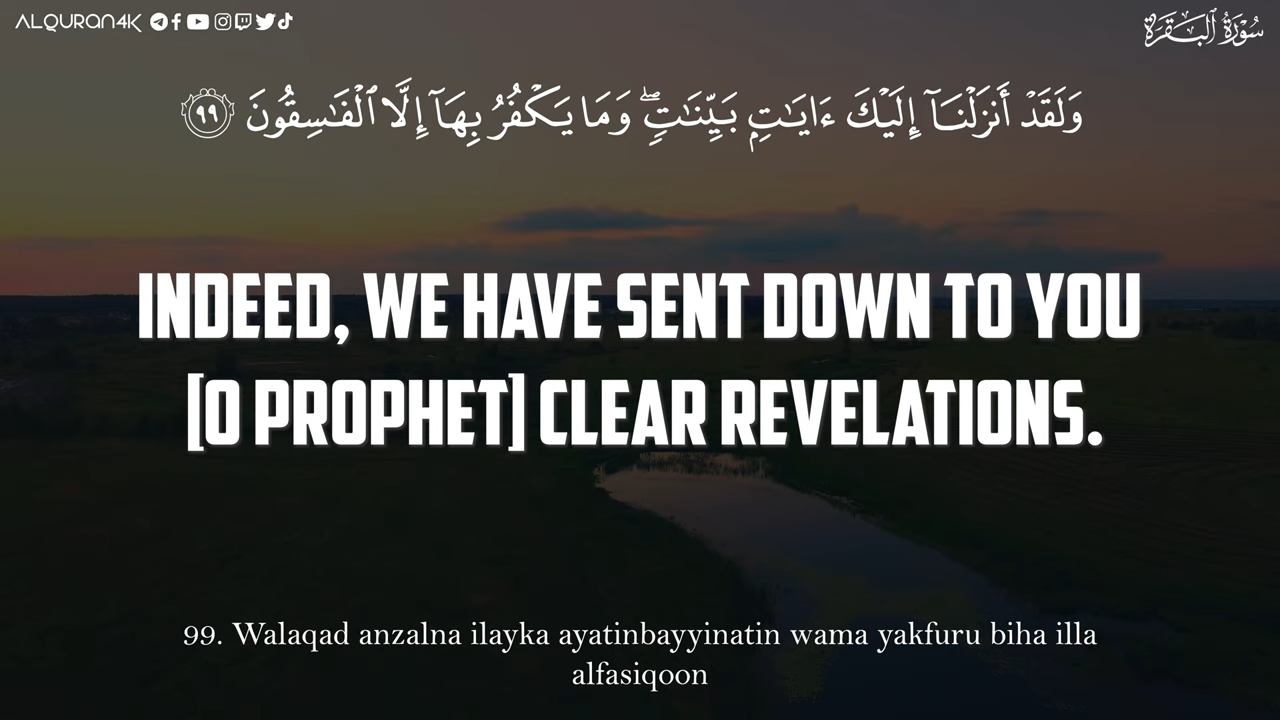 ALQURAN4K
سُورَةُ ٱلْبَقَرَةِ
وَلَقَدْ أَنزَلْنَآ إِلَيْكَ ءَايَـٰتٍۭ بَيِّنَـٰتٍۖ وَمَا يَكْفُرُ بِهَآ إِلَّا ٱلْفَـٰسِقُونَ ٩٩
INDEED, WE HAVE SENT DOWN TO YOU
[O PROPHET] CLEAR REVELATIONS.
99. Walaqad anzalna ilayka ayatinbayyinatin wama yakfuru biha illa
alfasiqoon